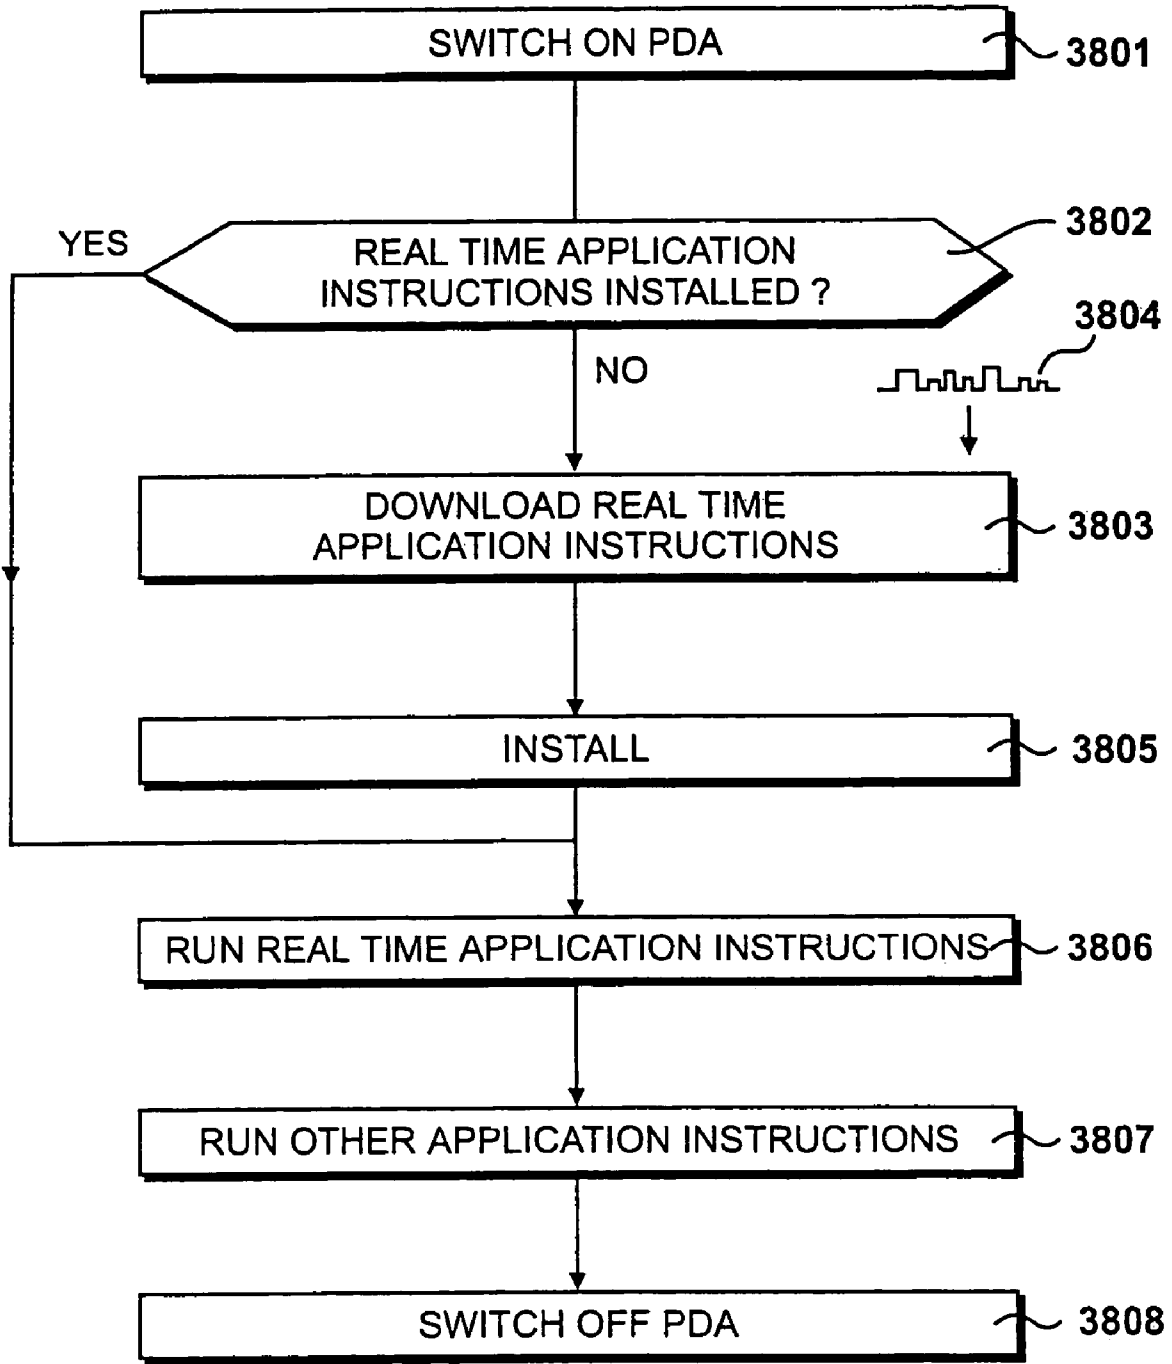 SWITCH ON PDA
3801
3802
YES
REAL TIME APPLICATION
INSTRUCTIONS INSTALLED ?
3804
NO
DOWNLOAD REAL TIME
APPLICATION INSTRUCTIONS
3803
INSTALL
3805
RUN REAL TIME APPLICATION INSTRUCTIONS
3806
RUN OTHER APPLICATION INSTRUCTIONS
3807
SWITCH OFF PDA
3808